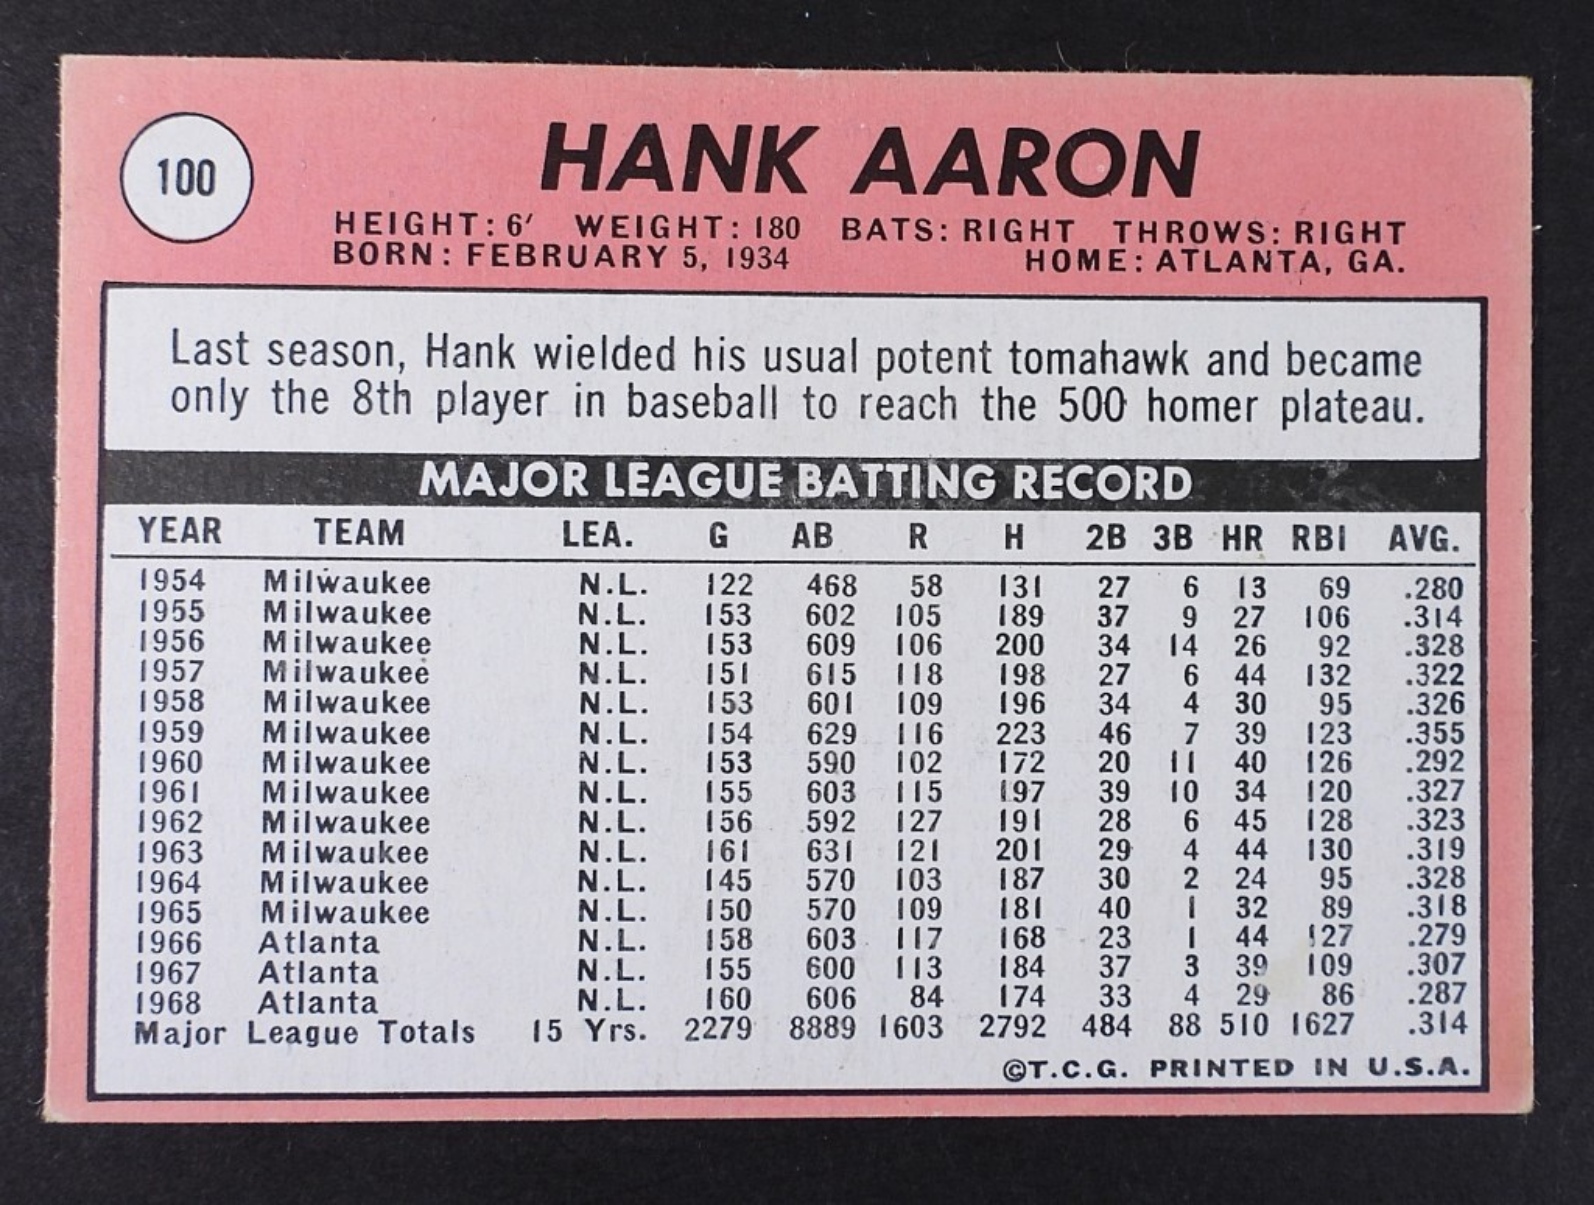 100
HANK AARON
HEIGHT: 6' WEIGHT: 180 BATS: RIGHT THROWS: RIGHT
BORN: FEBRUARY 5, 1934 HOME: ATLANTA, GA.
Last season, Hank wielded his usual potent tomahawk and became
only the 8th player in baseball to reach the 500 homer plateau.
MAJOR LEAGUE BATTING RECORD
YEAR TEAM LEA. G AB R H 2B 3B HR RBI AVG.
1954 Milwaukee N.L. 122 468 58 131 27 6 13 69 .280
1955 Milwaukee N.L. 153 602 105 189 37 9 27 106 .314
1956 Milwaukee N.L. 153 609 106 200 34 14 26 92 .328
1957 Milwaukee N.L. 151 615 118 198 27 6 44 132 .322
1958 Milwaukee N.L. 153 601 109 196 34 4 30 95 .326
1959 Milwaukee N.L. 154 629 116 223 46 7 39 123 .355
1960 Milwaukee N.L. 153 590 102 172 20 11 40 126 .292
1961 Milwaukee N.L. 155 603 115 197 39 10 34 120 .327
1962 Milwaukee N.L. 156 592 127 191 28 6 45 128 .323
1963 Milwaukee N.L. 161 631 121 201 29 4 44 130 .319
1964 Milwaukee N.L. 145 570 103 187 30 2 24 95 .328
1965 Milwaukee N.L. 150 570 109 181 40 1 32 89 .318
1966 Atlanta N.L. 158 603 117 168 23 1 44 127 .279
1967 Atlanta N.L. 155 600 113 184 37 3 39 109 .307
1968 Atlanta N.L. 160 606 84 174 33 4 29 86 .287
Major League Totals 15 Yrs. 2279 8889 1603 2792 484 88 510 1627 .314
©T.C.G. PRINTED IN U.S.A.